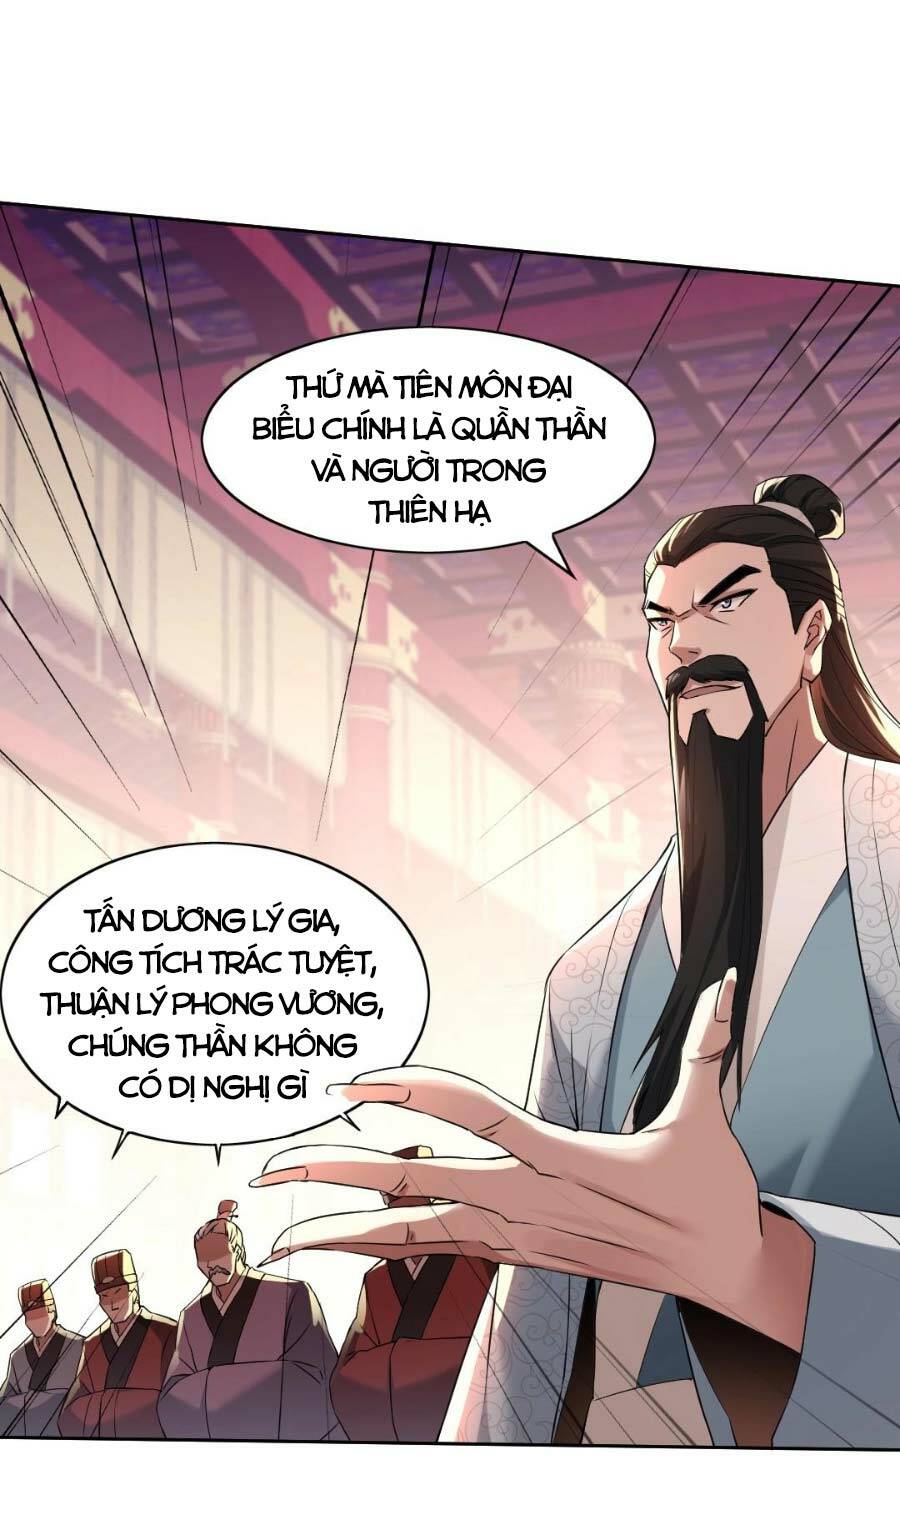 THỨ MÀ TIÊN MÔN ĐẠI
BIỂU CHÍNH LÀ QUẦN THẦN
VÀ NGƯỜI TRONG
THIÊN HẠ
TẤN DƯƠNG LÝ GIA,
CÔNG TÍCH TRÁC TUYỆT,
THUẬN LÝ PHONG VƯƠNG,
CHÚNG THẦN KHÔNG
CÓ DỊ NGHỊ GÌ